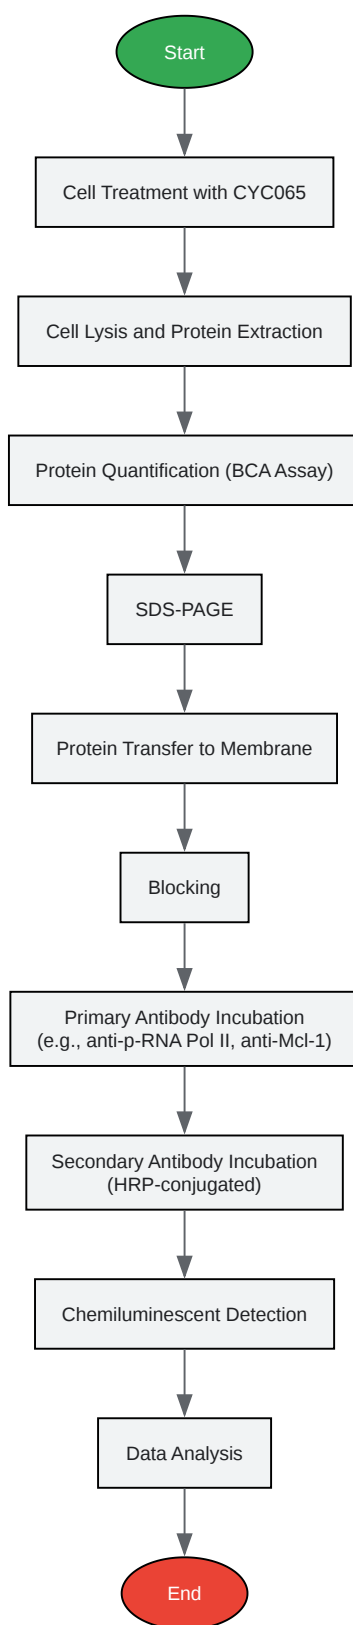 Start
Cell Treatment with CYC065
Cell Lysis and Protein Extraction
Protein Quantification (BCA Assay)
SDS-PAGE
Protein Transfer to Membrane
Blocking
Primary Antibody Incubation
(e.g., anti-p-RNA Pol II, anti-Mcl-1)
Secondary Antibody Incubation
(HRP-conjugated)
Chemiluminescent Detection
Data Analysis
End